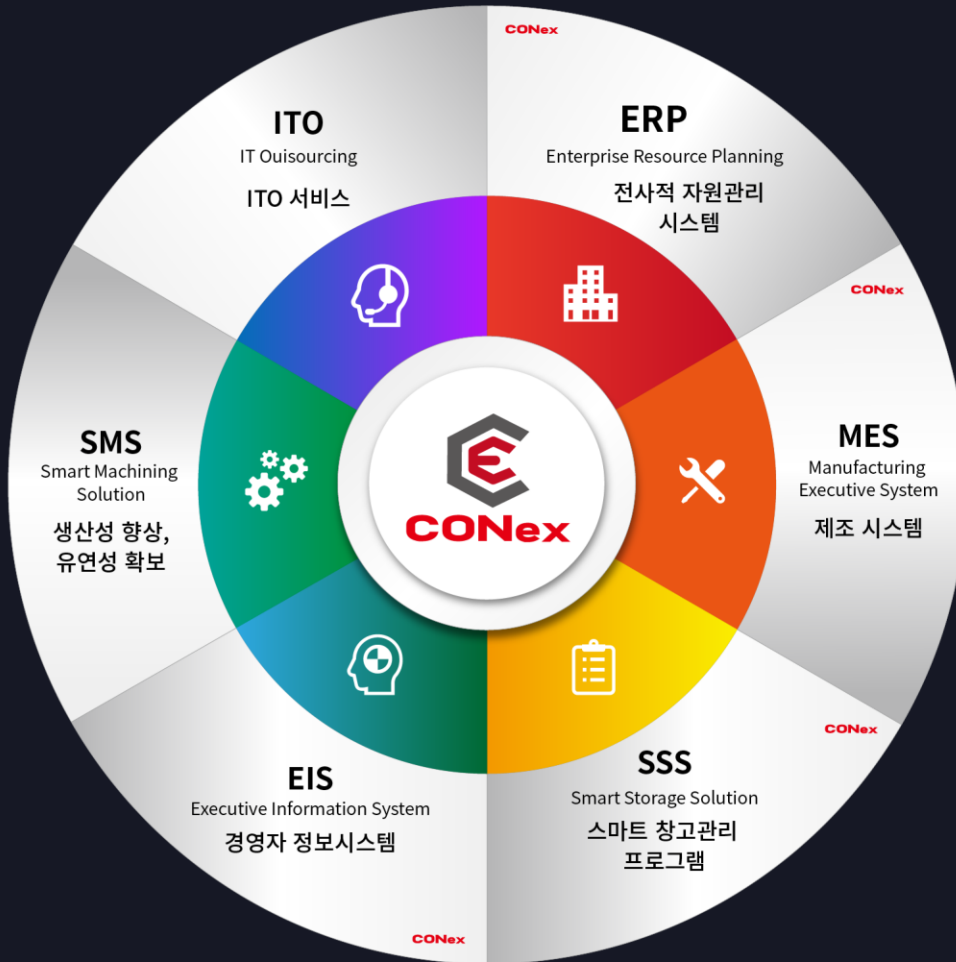 CONex
ERP
Enterprise Resource Planning
전사적 자원관리
시스템
CONex
MES
Manufacturing
Executive System
제조 시스템
CONex
SSS
Smart Storage Solution
스마트 창고관리
프로그램
EIS
Executive Information System
경영자 정보시스템
CONex
SMS
Smart Machining
Solution
생산성 향상,
유연성 확보
ITO
IT Ouisourcing
ITO 서비스
CONex